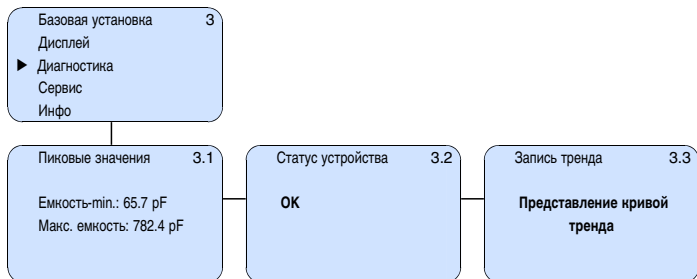 Базовая установка 3
Дисплей
▶ Диагностика
Сервис
Инфо
Пиковые значения 3.1
Емкость-min.: 65.7 pF
Макс. емкость: 782.4 pF
Статус устройства 3.2
OK
Запись тренда 3.3
Представление кривой
тренда